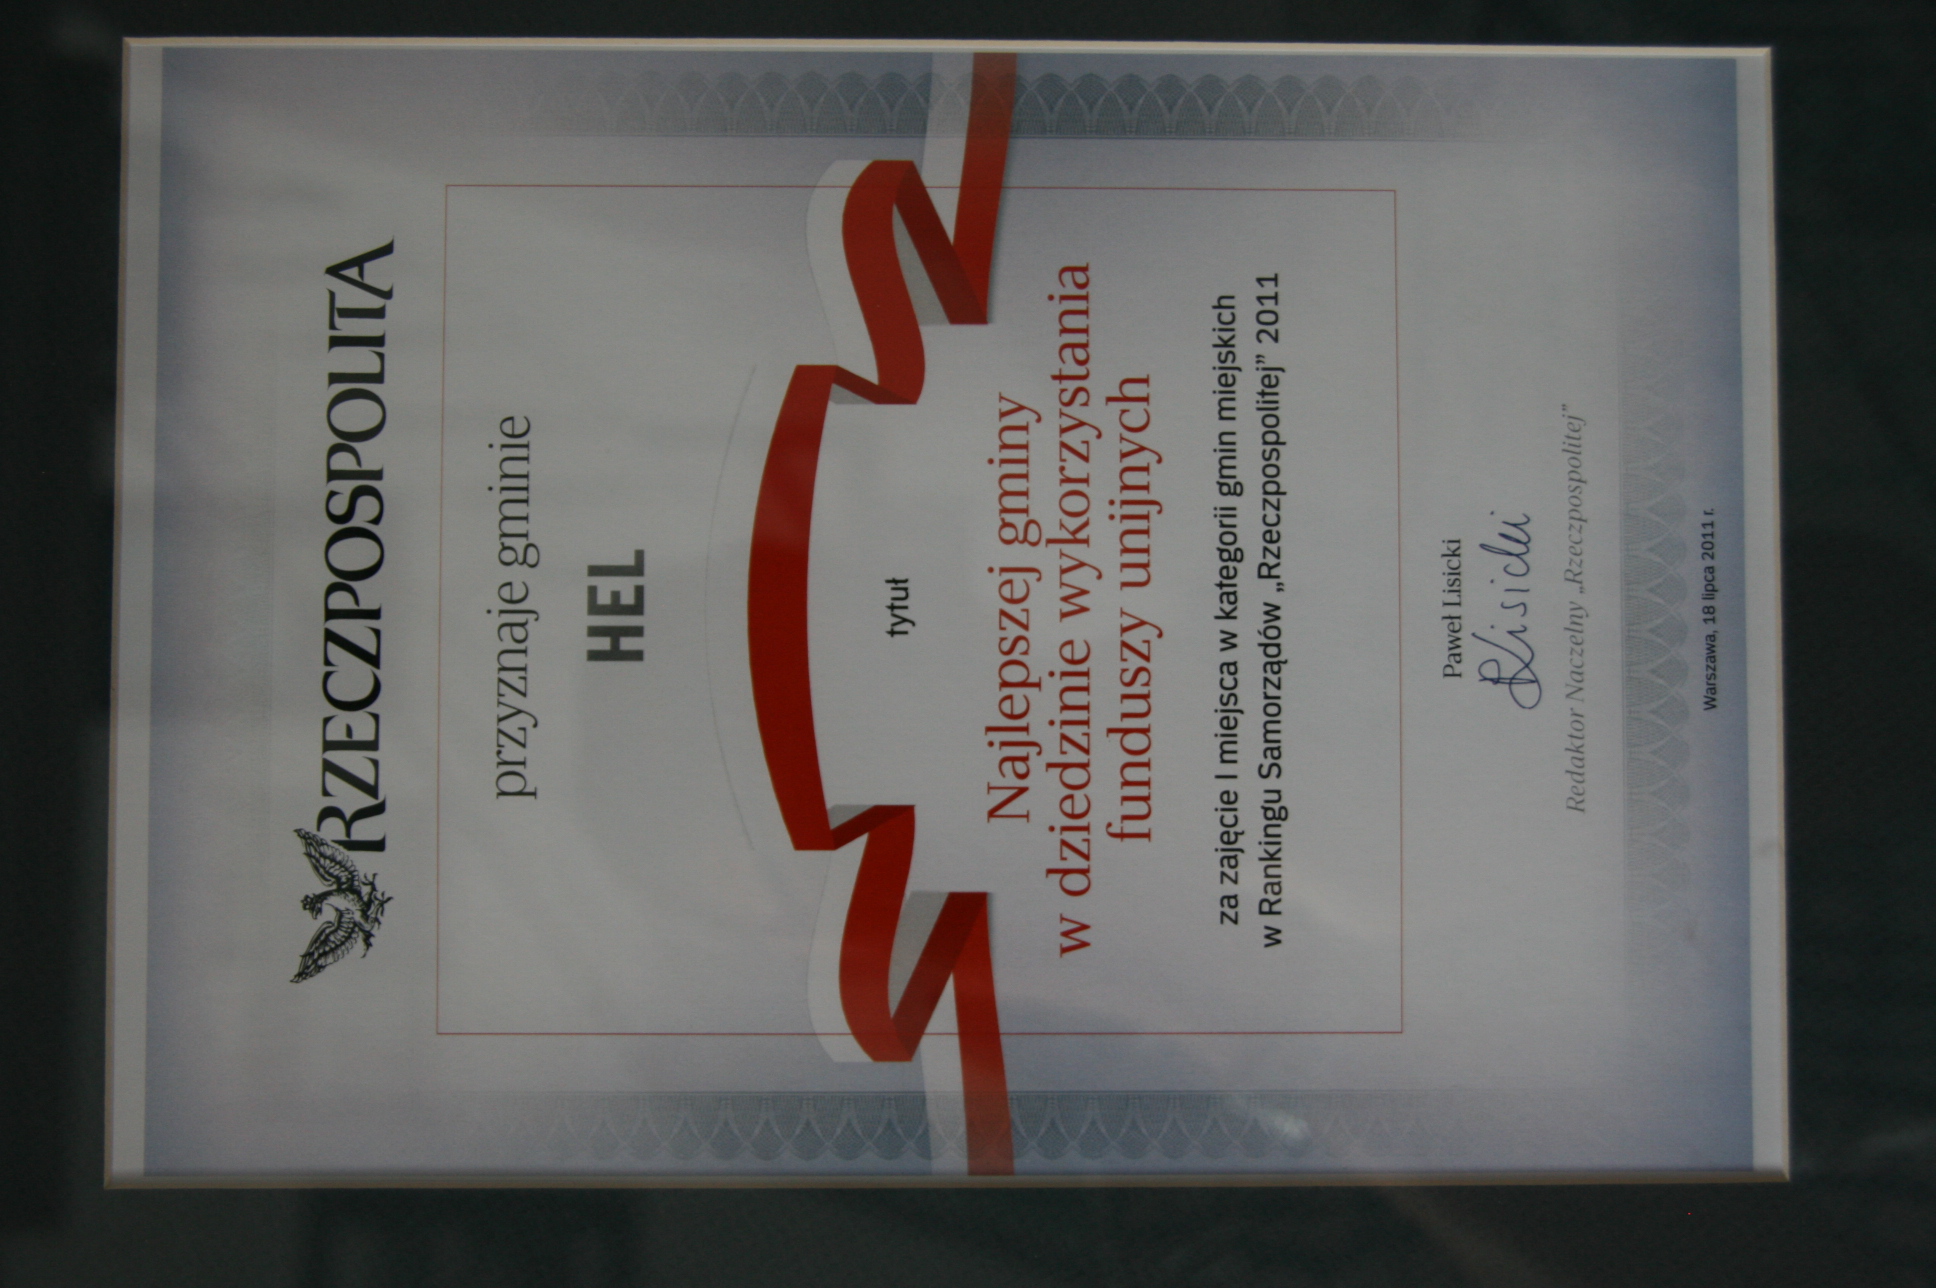 RZECZPOSPOLITA
przyznaje gminie
HEL
tytuł
Najlepszej gminy
w dziedzinie wykorzystania
funduszy unijnych
za zajęcie I miejsca w kategorii gmin miejskich
w Rankingu Samorządów „Rzeczpospolitej” 2011
Paweł Lisicki
PLisicki
Redaktor Naczelny „Rzeczpospolitej”
Warszawa, 18 lipca 2011 r.